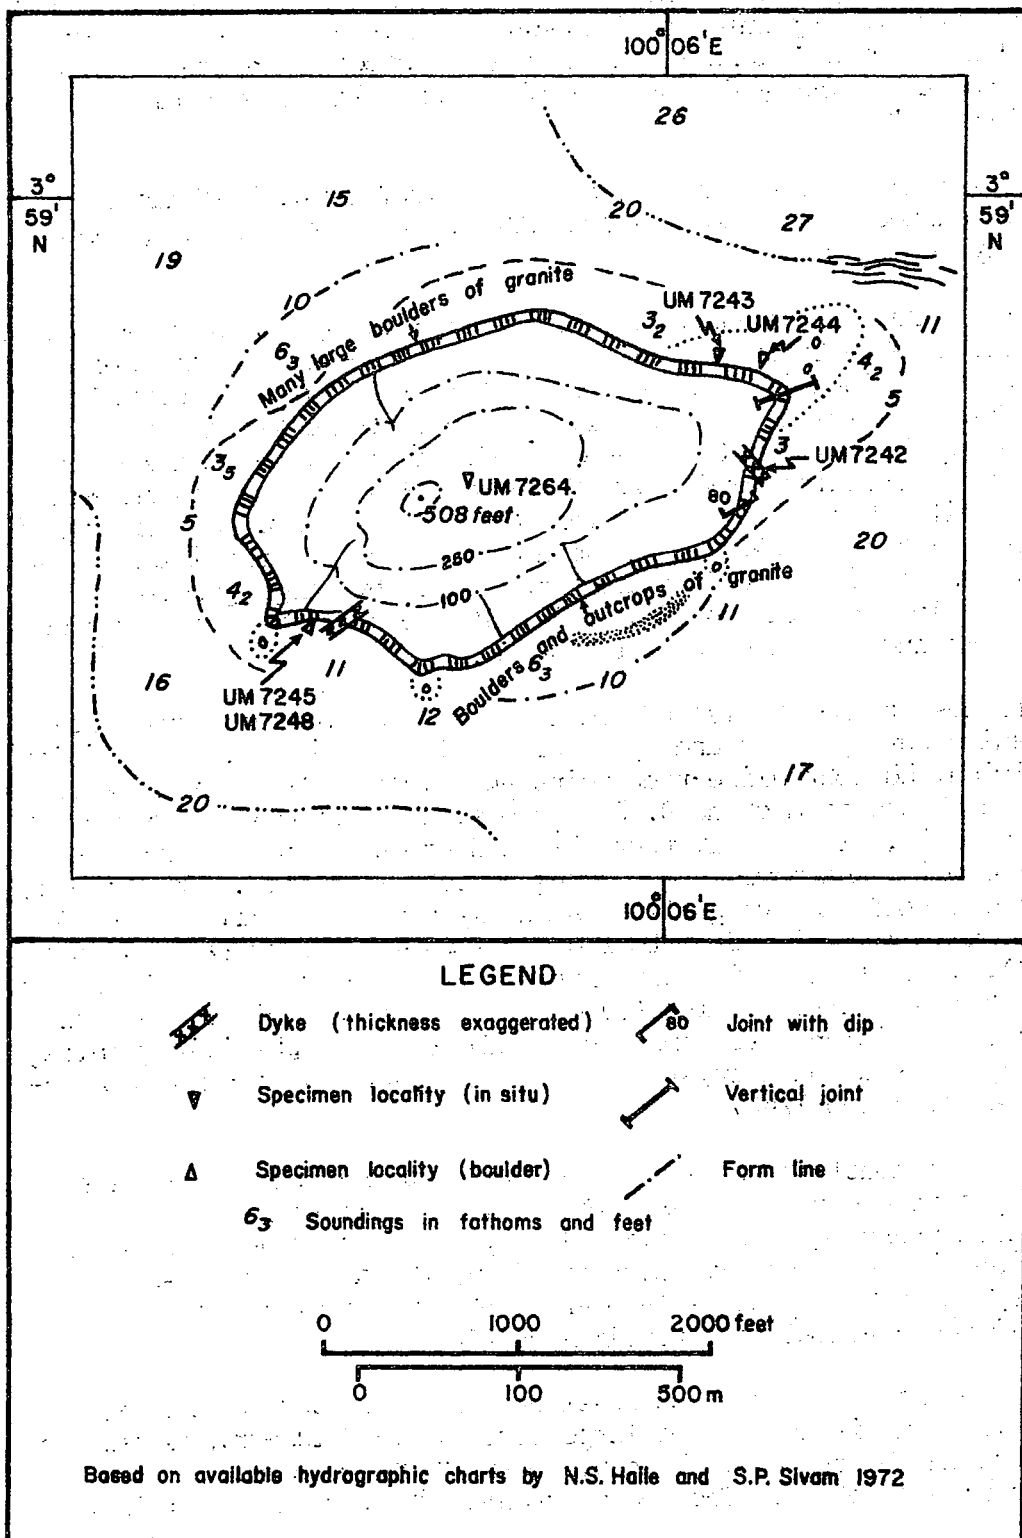 100° 06' E
26
3°
59'
N
3°
59'
N
15
20
27
19
10
Many large boulders of granite
6₃
3₂
UM 7243
UM 7244
11
4₂
5
3
UM 7242
3₅
UM 7264
508 feet
80
5
20
250
100
4₂
Boulders and outcrops of granite
11
11
6₃
16
10
UM 7245
UM 7248
12
17
20
100° 06' E
LEGEND
Dyke (thickness exaggerated)
80 Joint with dip
Specimen locality (in situ)
Vertical joint
Specimen locality (boulder)
Form line
6₃ Soundings in fathoms and feet
0 1000 2000 feet
0 100 500 m
Based on available hydrographic charts by N.S. Haile and S.P. Sivam 1972